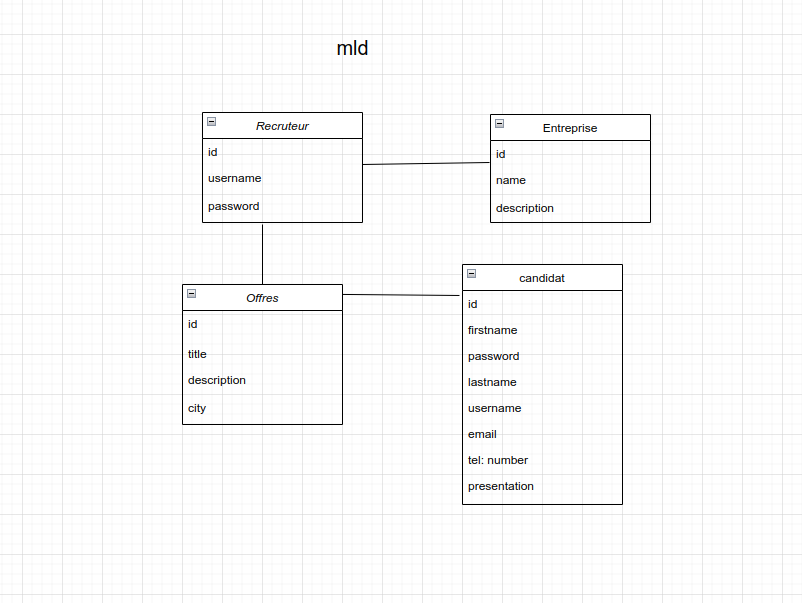 mld
Recruteur
id
username
password
Entreprise
id
name
description
Offres
id
title
description
city
candidat
id
firstname
password
lastname
username
email
tel: number
presentation